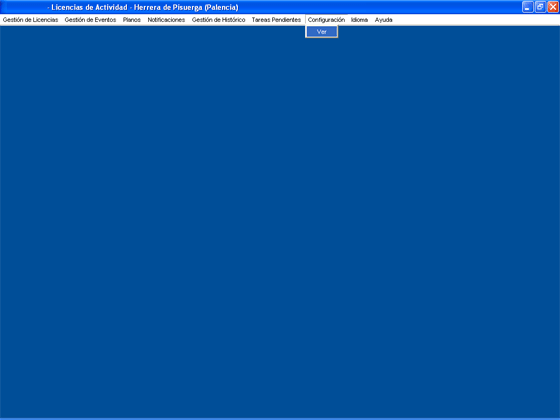 - Licencias de Actividad - Herrera de Pisuerga (Palencia)
Gestión de Licencias Gestión de Eventos Planos Notificaciones Gestión de Histórico Tareas Pendientes Configuración Idioma Ayuda
Ver